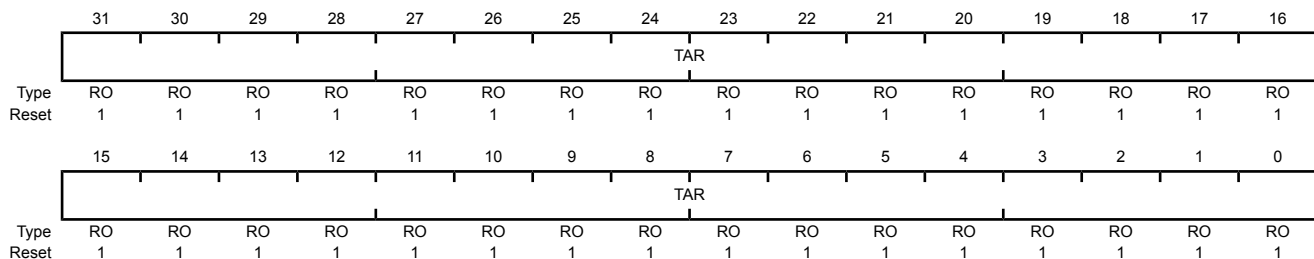 31 30 29 28 27 26 25 24 23 22 21 20 19 18 17 16
TAR
Type RO RO RO RO RO RO RO RO RO RO RO RO RO RO RO RO
Reset 1 1 1 1 1 1 1 1 1 1 1 1 1 1 1 1
15 14 13 12 11 10 9 8 7 6 5 4 3 2 1 0
TAR
Type RO RO RO RO RO RO RO RO RO RO RO RO RO RO RO RO
Reset 1 1 1 1 1 1 1 1 1 1 1 1 1 1 1 1